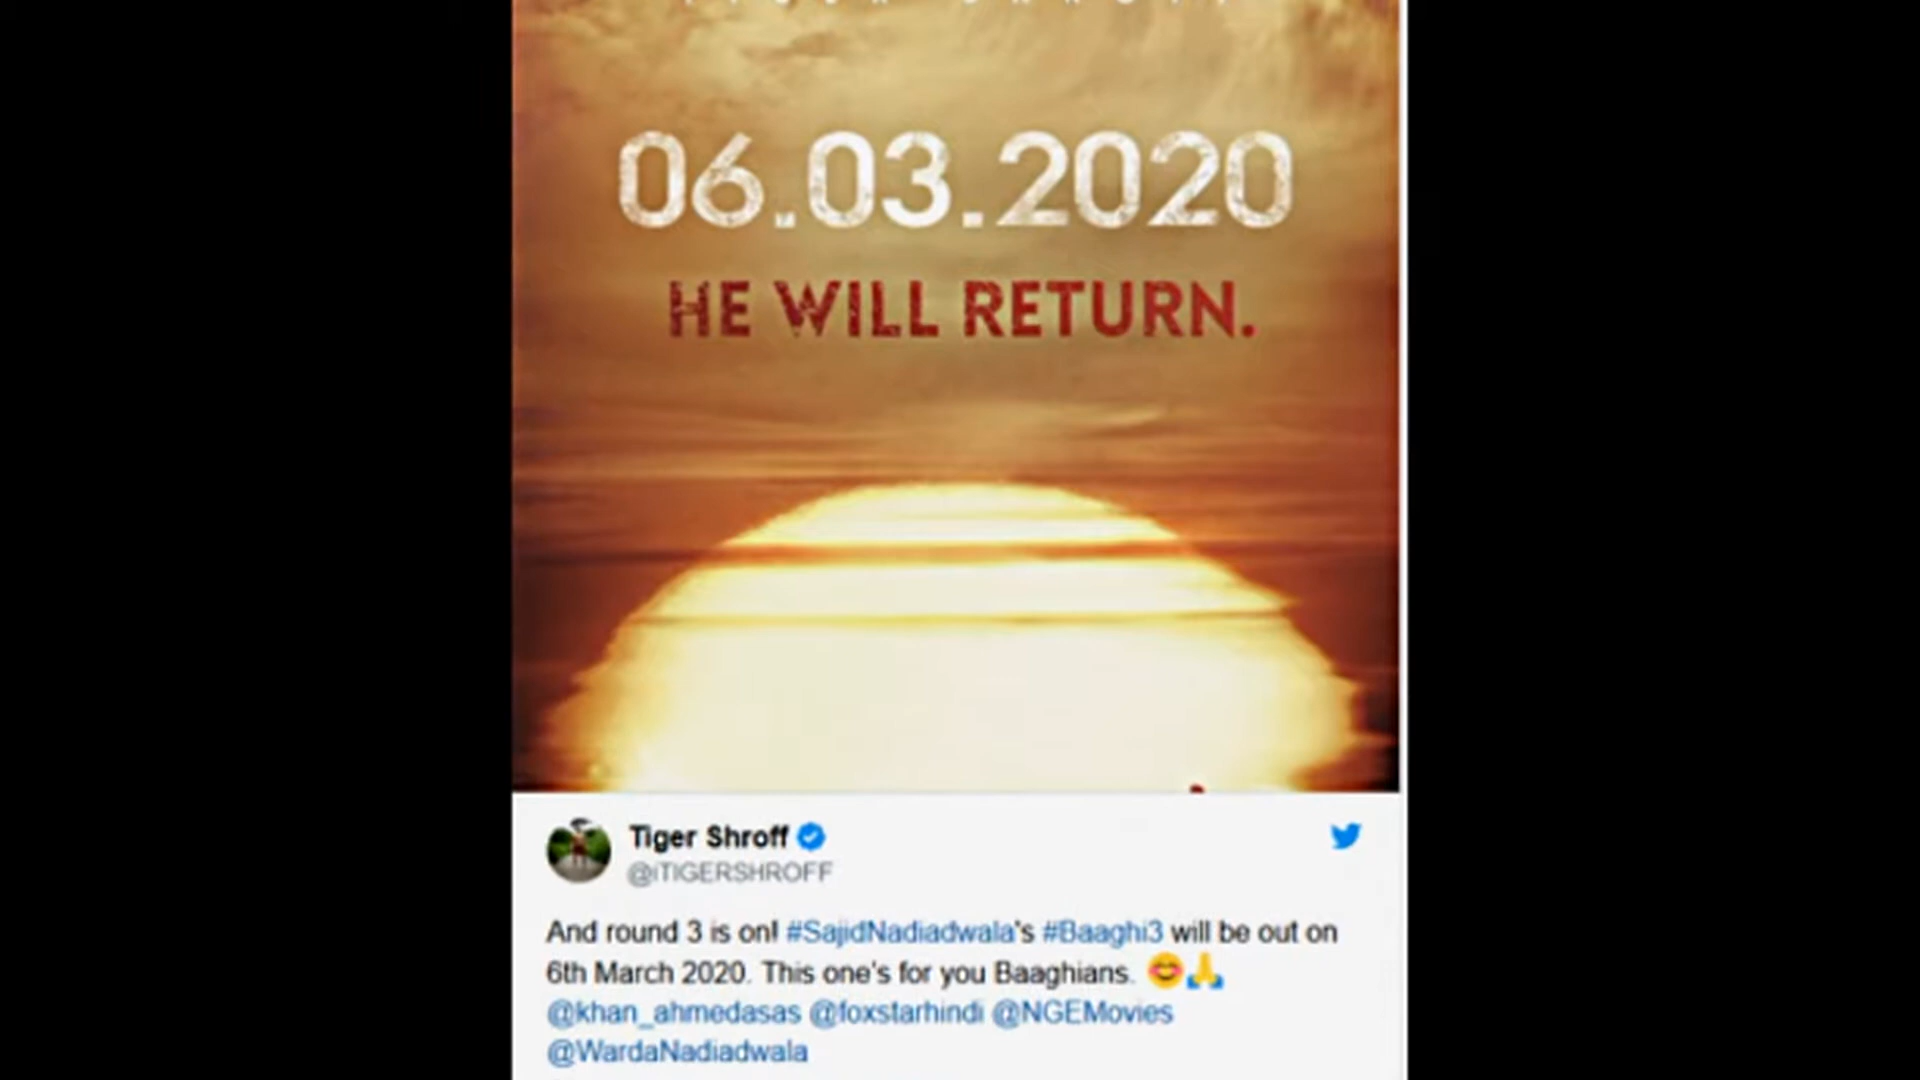 06.03.2020
HE WILL RETURN.
Tiger Shroff
@iTIGERSHROFF
And round 3 is on! #SajidNadiadwala's #Baaghi3 will be out on
6th March 2020. This one's for you Baaghians. 😊🙏
@khan_ahmedasas @foxstarhindi @NGEMovies
@WardaNadiadwala